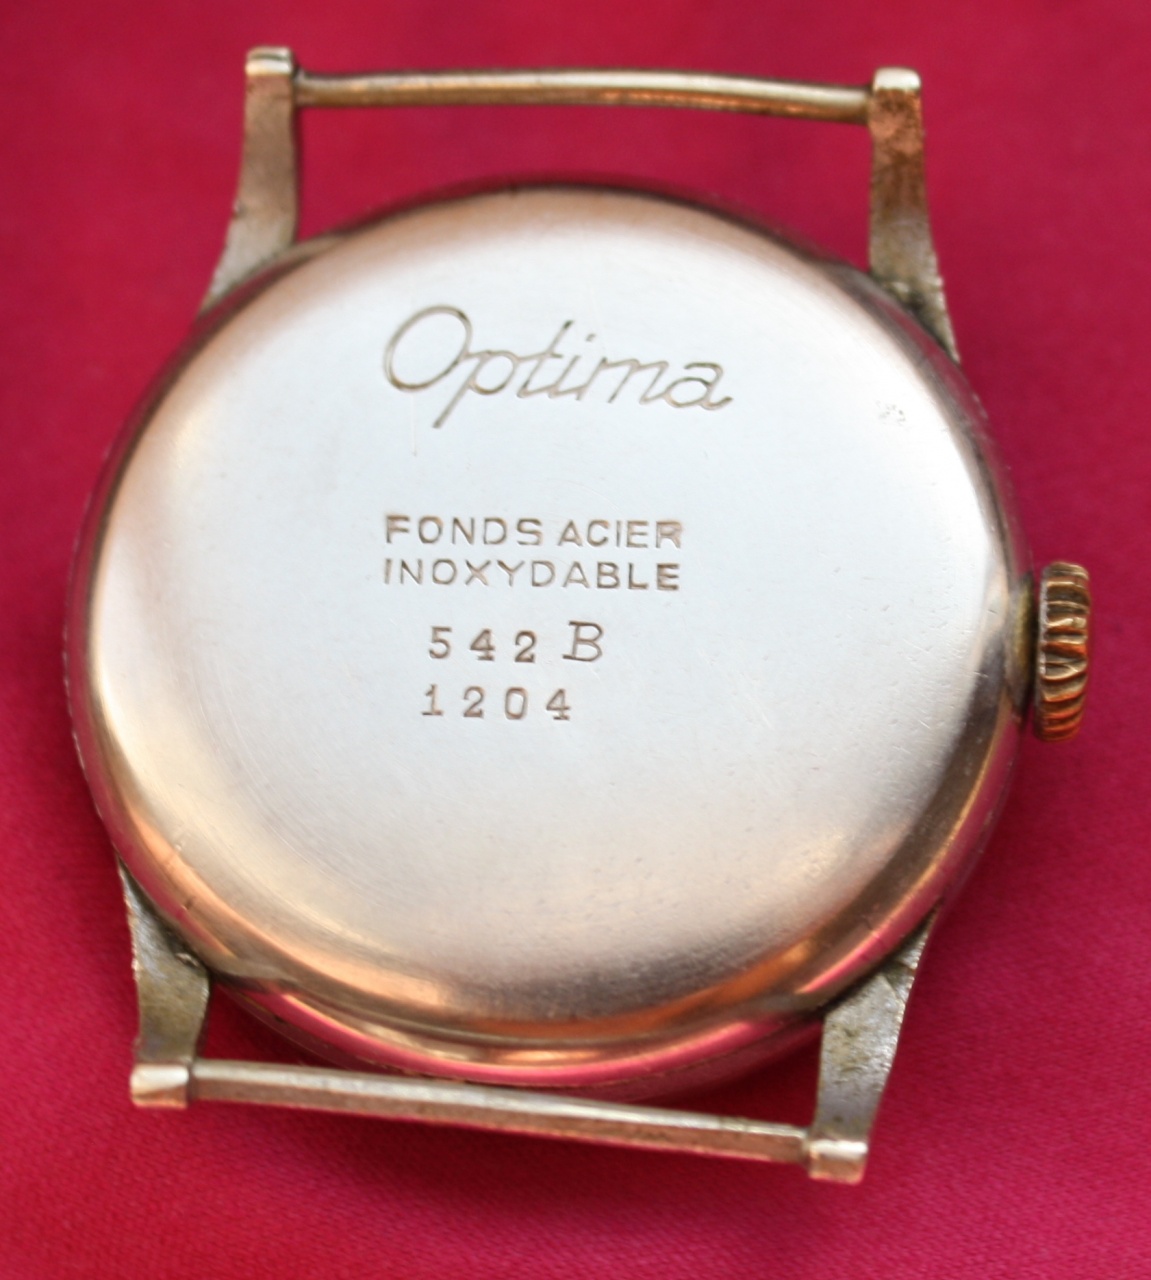 Optima
FONDS ACIER
INOXYDABLE
542 B
1204